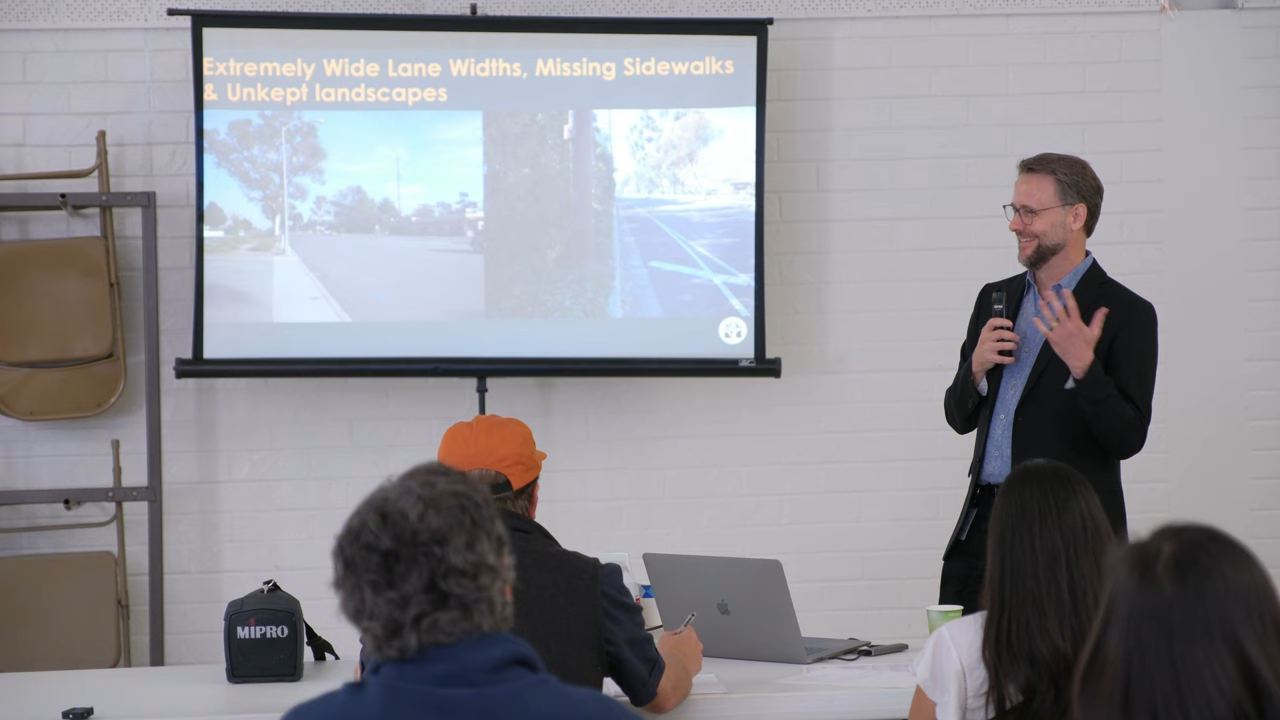 Extremely Wide Lane Widths, Missing Sidewalks
& Unkept landscapes
MIPRO